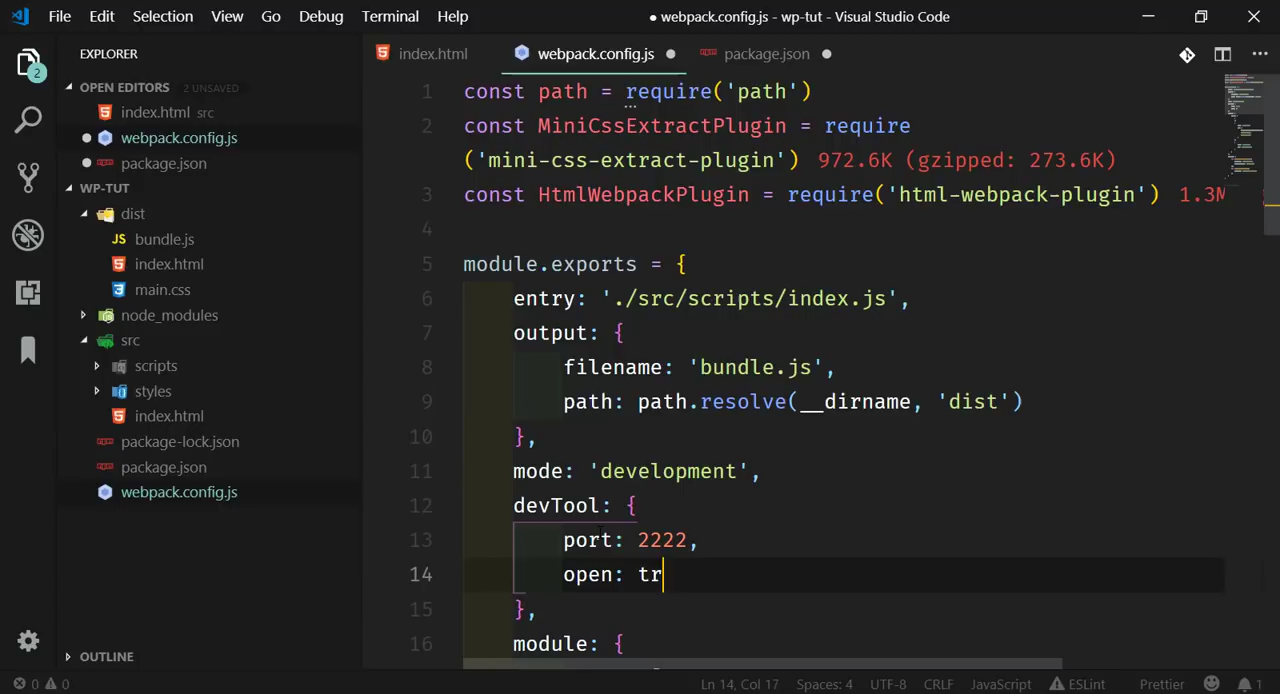 File Edit Selection View Go Debug Terminal Help
● webpack.config.js - wp-tut - Visual Studio Code
EXPLORER
OPEN EDITORS 2 UNSAVED
index.html src
webpack.config.js
package.json
WP-TUT
dist
JS bundle.js
index.html
main.css
node_modules
src
scripts
styles
index.html
package-lock.json
package.json
webpack.config.js
OUTLINE
2
index.html webpack.config.js package.json
1 const path = require('path')
2 const MiniCssExtractPlugin = require
('mini-css-extract-plugin') 972.6K (gzipped: 273.6K)
3 const HtmlWebpackPlugin = require('html-webpack-plugin') 1.3M
4
5 module.exports = {
6 entry: './src/scripts/index.js',
7 output: {
8 filename: 'bundle.js',
9 path: path.resolve(__dirname, 'dist')
10 },
11 mode: 'development',
12 devTool: {
13 port: 2222,
14 open: tr
15 },
16 module: {
0 0 Ln 14, Col 17 Spaces: 4 UTF-8 CRLF JavaScript ESLint Prettier 1